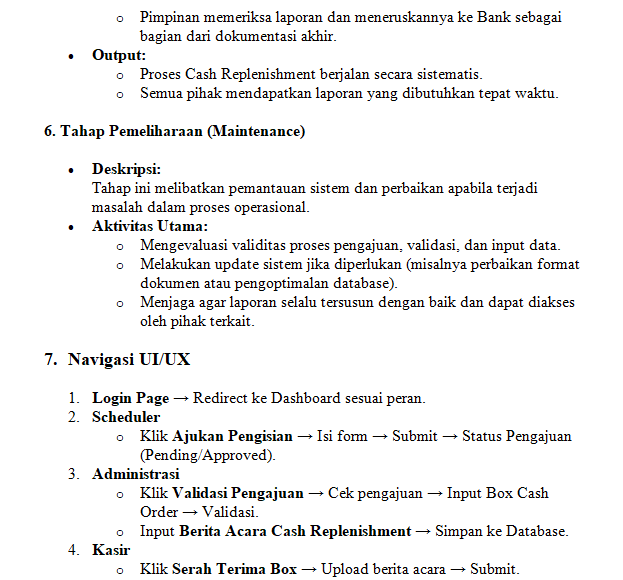 o Pimpinan memeriksa laporan dan meneruskannya ke Bank sebagai
bagian dari dokumentasi akhir.
• Output:
o Proses Cash Replenishment berjalan secara sistematis.
o Semua pihak mendapatkan laporan yang dibutuhkan tepat waktu.
6. Tahap Pemeliharaan (Maintenance)
• Deskripsi:
Tahap ini melibatkan pemantauan sistem dan perbaikan apabila terjadi
masalah dalam proses operasional.
• Aktivitas Utama:
o Mengevaluasi validitas proses pengajuan, validasi, dan input data.
o Melakukan update sistem jika diperlukan (misalnya perbaikan format
dokumen atau pengoptimalan database).
o Menjaga agar laporan selalu tersusun dengan baik dan dapat diakses
oleh pihak terkait.
7. Navigasi UI/UX
1. Login Page → Redirect ke Dashboard sesuai peran.
2. Scheduler
o Klik Ajukan Pengisian → Isi form → Submit → Status Pengajuan
(Pending/Approved).
3. Administrasi
o Klik Validasi Pengajuan → Cek pengajuan → Input Box Cash
Order → Validasi.
o Input Berita Acara Cash Replenishment → Simpan ke Database.
4. Kasir
o Klik Serah Terima Box → Upload berita acara → Submit.